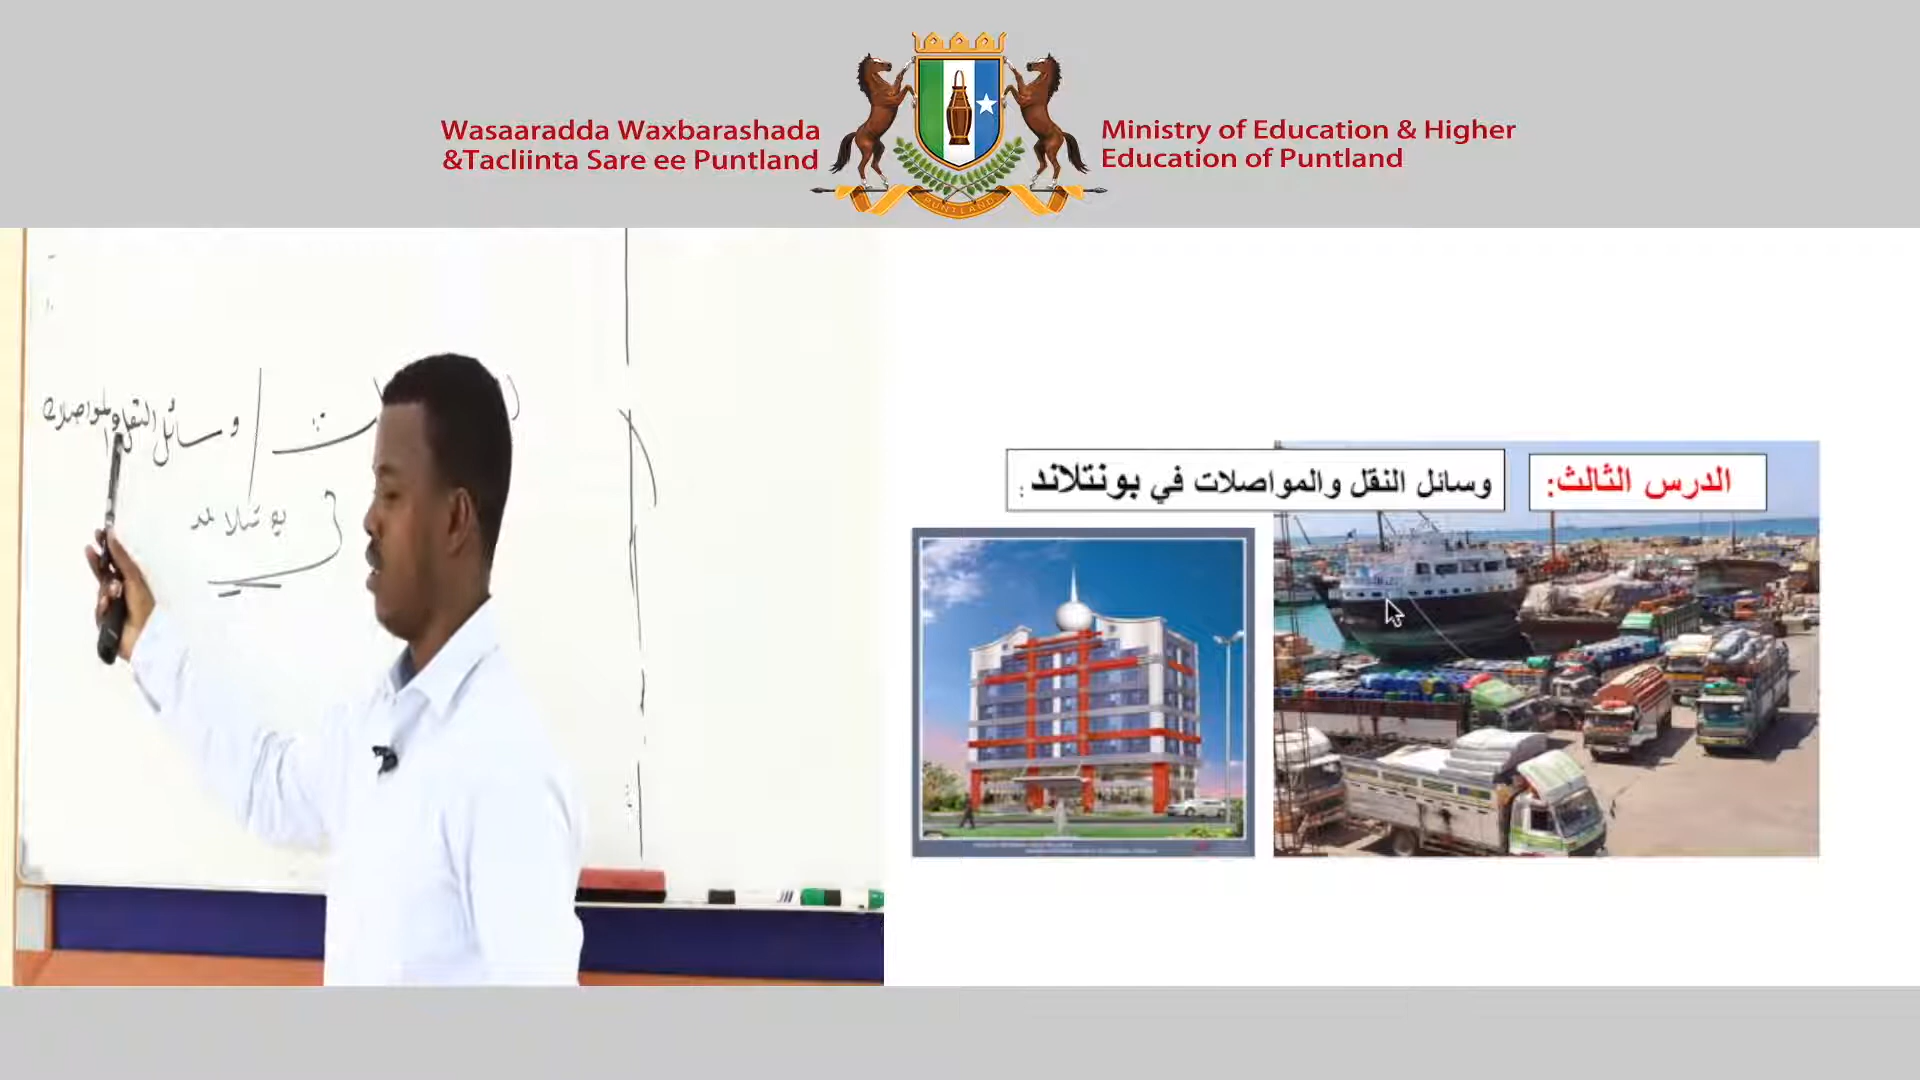 Wasaaradda Waxbarashada
&Tacliinta Sare ee Puntland
Ministry of Education & Higher
Education of Puntland
PUNTLAND
وسائل النقل والمواصلات
في
بونتلاند
الدرس الثالث:
وسائل النقل والمواصلات في بونتلاند :